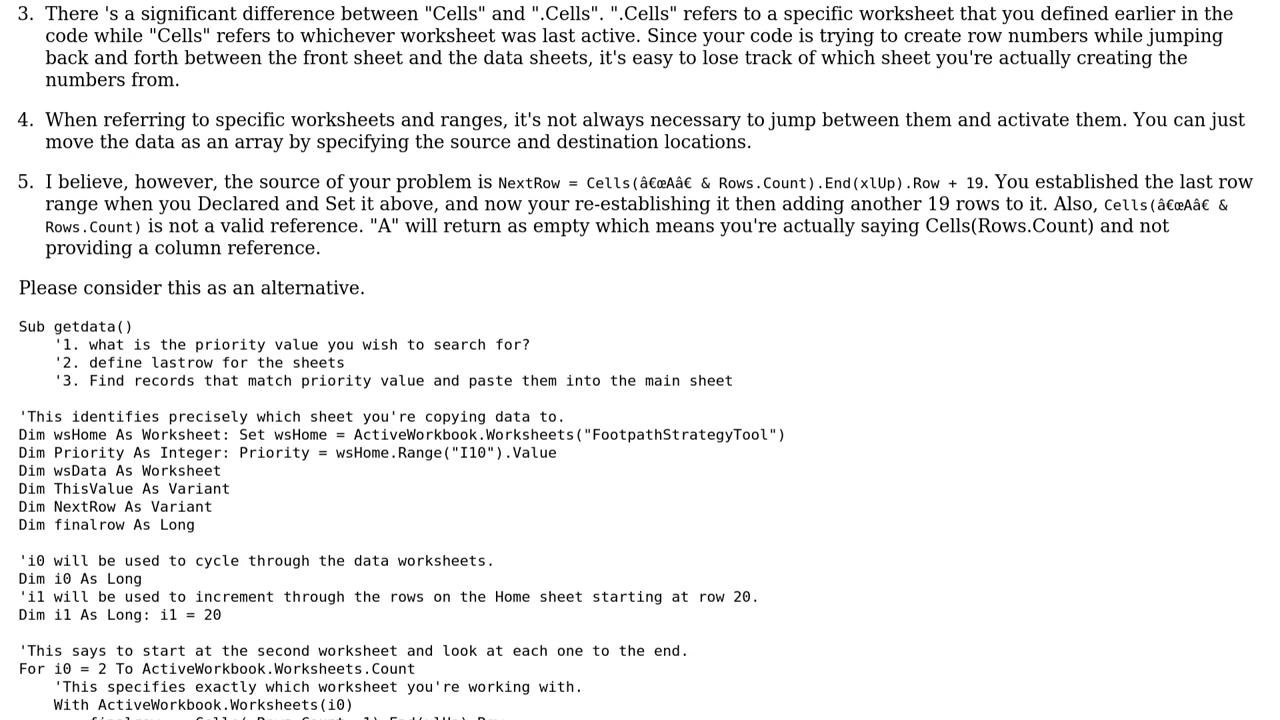 3. There 's a significant difference between "Cells" and ".Cells". ".Cells" refers to a specific worksheet that you defined earlier in the
code while "Cells" refers to whichever worksheet was last active. Since your code is trying to create row numbers while jumping
back and forth between the front sheet and the data sheets, it's easy to lose track of which sheet you're actually creating the
numbers from.
4. When referring to specific worksheets and ranges, it's not always necessary to jump between them and activate them. You can just
move the data as an array by specifying the source and destination locations.
5. I believe, however, the source of your problem is NextRow = Cells(â€œAâ€ & Rows.Count).End(xlUp).Row + 19. You established the last row
range when you Declared and Set it above, and now your re-establishing it then adding another 19 rows to it. Also, Cells(â€œAâ€ &
Rows.Count) is not a valid reference. "A" will return as empty which means you're actually saying Cells(Rows.Count) and not
providing a column reference.
Please consider this as an alternative.
Sub getdata()
    '1. what is the priority value you wish to search for?
    '2. define lastrow for the sheets
    '3. Find records that match priority value and paste them into the main sheet
'This identifies precisely which sheet you're copying data to.
Dim wsHome As Worksheet: Set wsHome = ActiveWorkbook.Worksheets("FootpathStrategyTool")
Dim Priority As Integer: Priority = wsHome.Range("I10").Value
Dim wsData As Worksheet
Dim ThisValue As Variant
Dim NextRow As Variant
Dim finalrow As Long
'i0 will be used to cycle through the data worksheets.
Dim i0 As Long
'i1 will be used to increment through the rows on the Home sheet starting at row 20.
Dim i1 As Long: i1 = 20
'This says to start at the second worksheet and look at each one to the end.
For i0 = 2 To ActiveWorkbook.Worksheets.Count
    'This specifies exactly which worksheet you're working with.
    With ActiveWorkbook.Worksheets(i0)